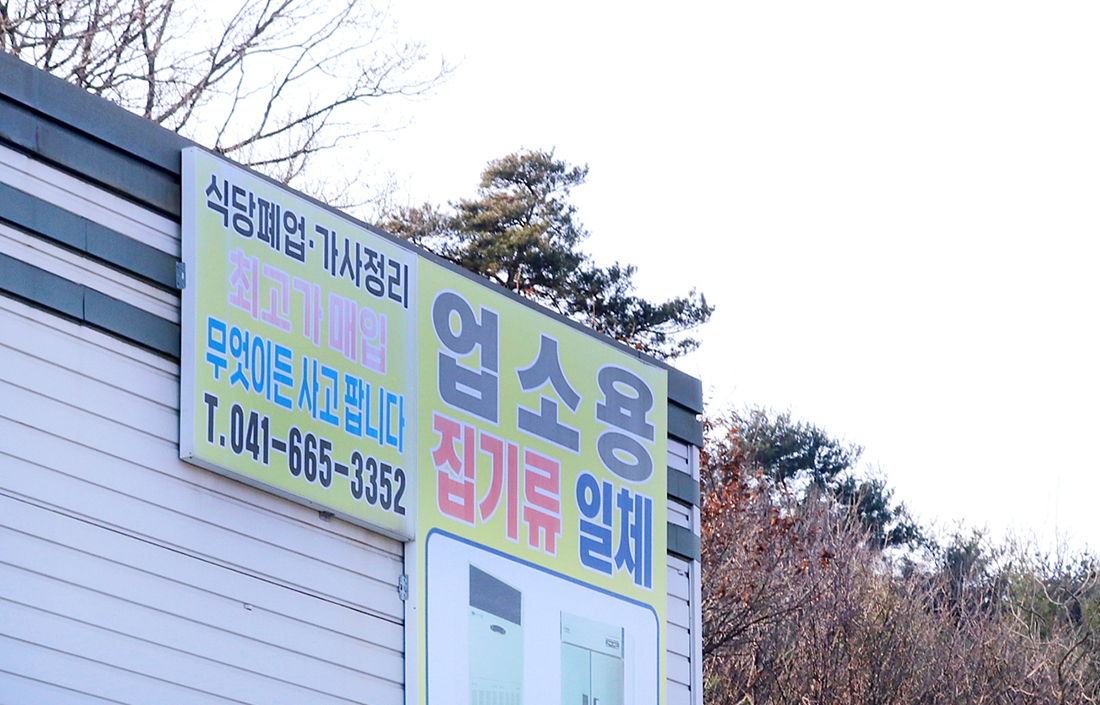 식당폐업·가사정리
최고가 매입
무엇이든 사고 팝니다
T.041-665-3352
업소용
집기류 일체